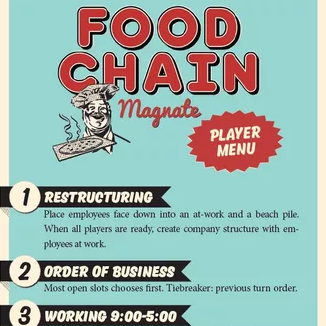 FOOD
CHAIN
Magnate
PLAYER
MENU
1 RESTRUCTURING
Place employees face down into an at-work and a beach pile.
When all players are ready, create company structure with em-
ployees at work.
2 ORDER OF BUSINESS
Most open slots chooses first. Tiebreaker: previous turn order.
3 WORKING 9:00-5:00